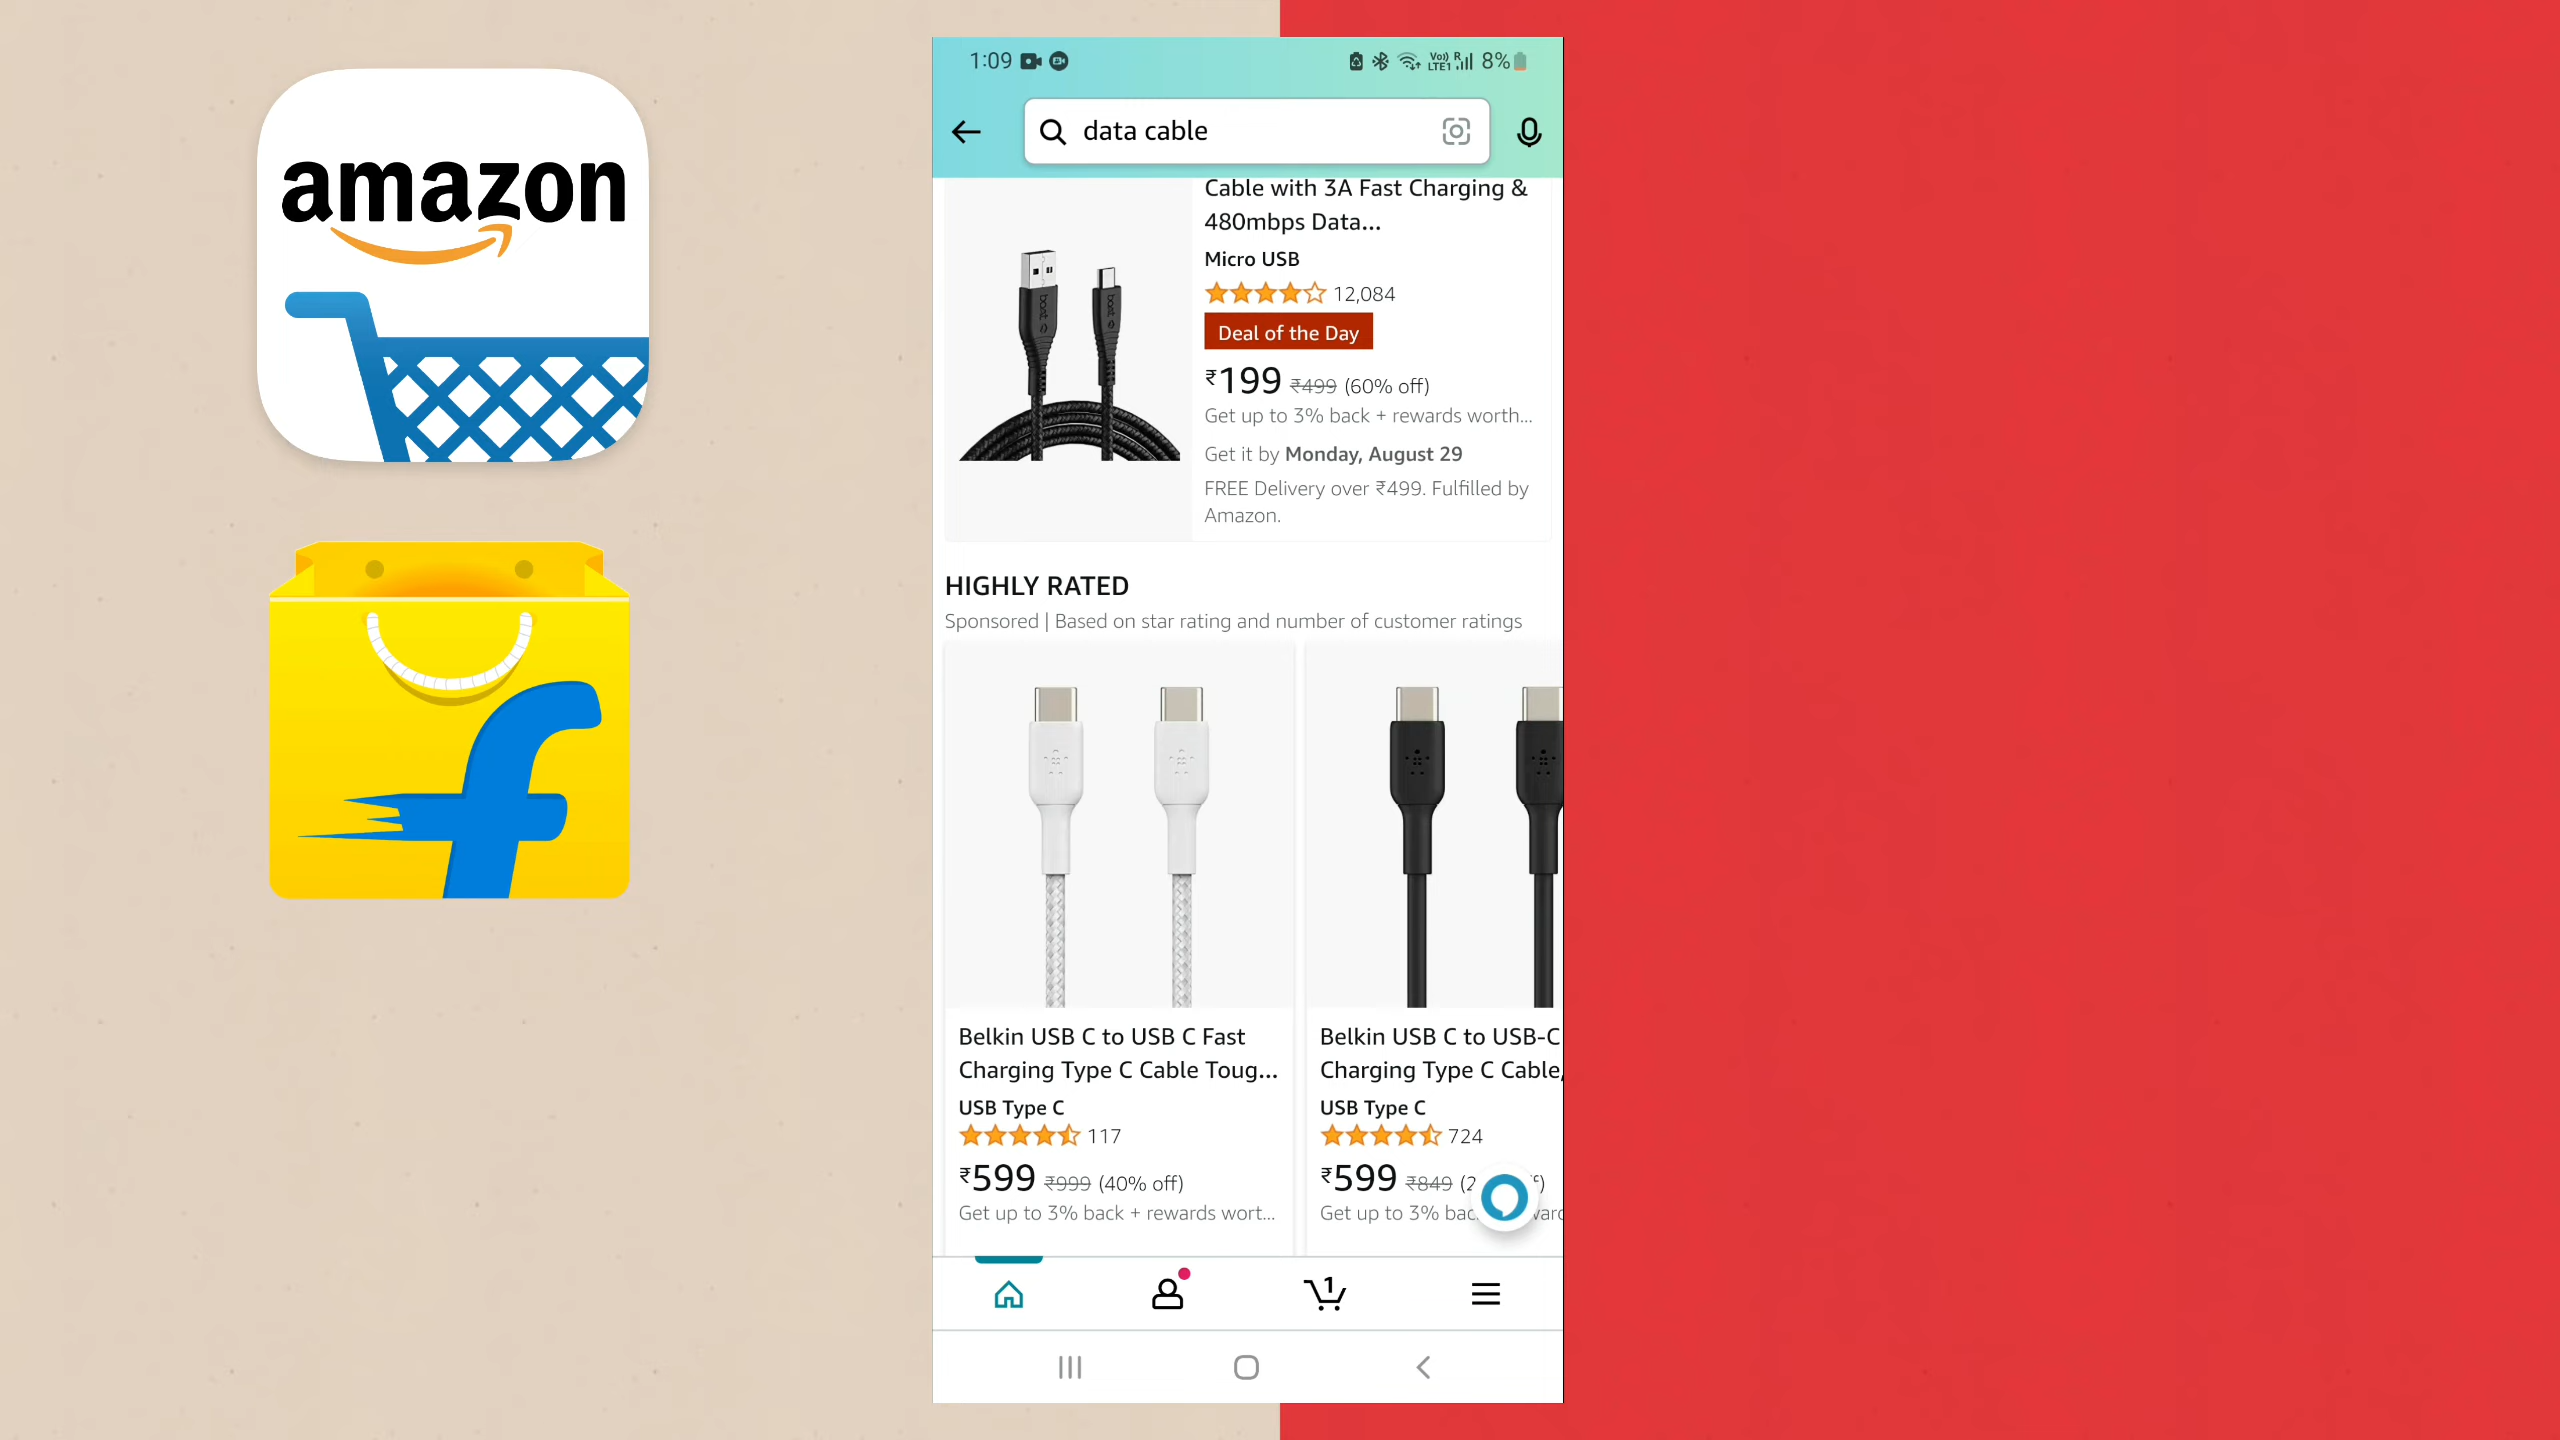 amazon
f
1:09
Vo)) R
LTE1
8%
data cable
Cable with 3A Fast Charging &
480mbps Data...
Micro USB
12,084
Deal of the Day
₹199 ₹499 (60% off)
Get up to 3% back + rewards worth...
Get it by Monday, August 29
FREE Delivery over ₹499. Fulfilled by
Amazon.
boAt
boAt
HIGHLY RATED
Sponsored | Based on star rating and number of customer ratings
Belkin USB C to USB C Fast
Charging Type C Cable Toug...
USB Type C
117
₹599 ₹999 (40% off)
Get up to 3% back + rewards wort...
Belkin USB C to USB-C
Charging Type C Cable,
USB Type C
724
₹599 ₹849
Get up to 3%
1